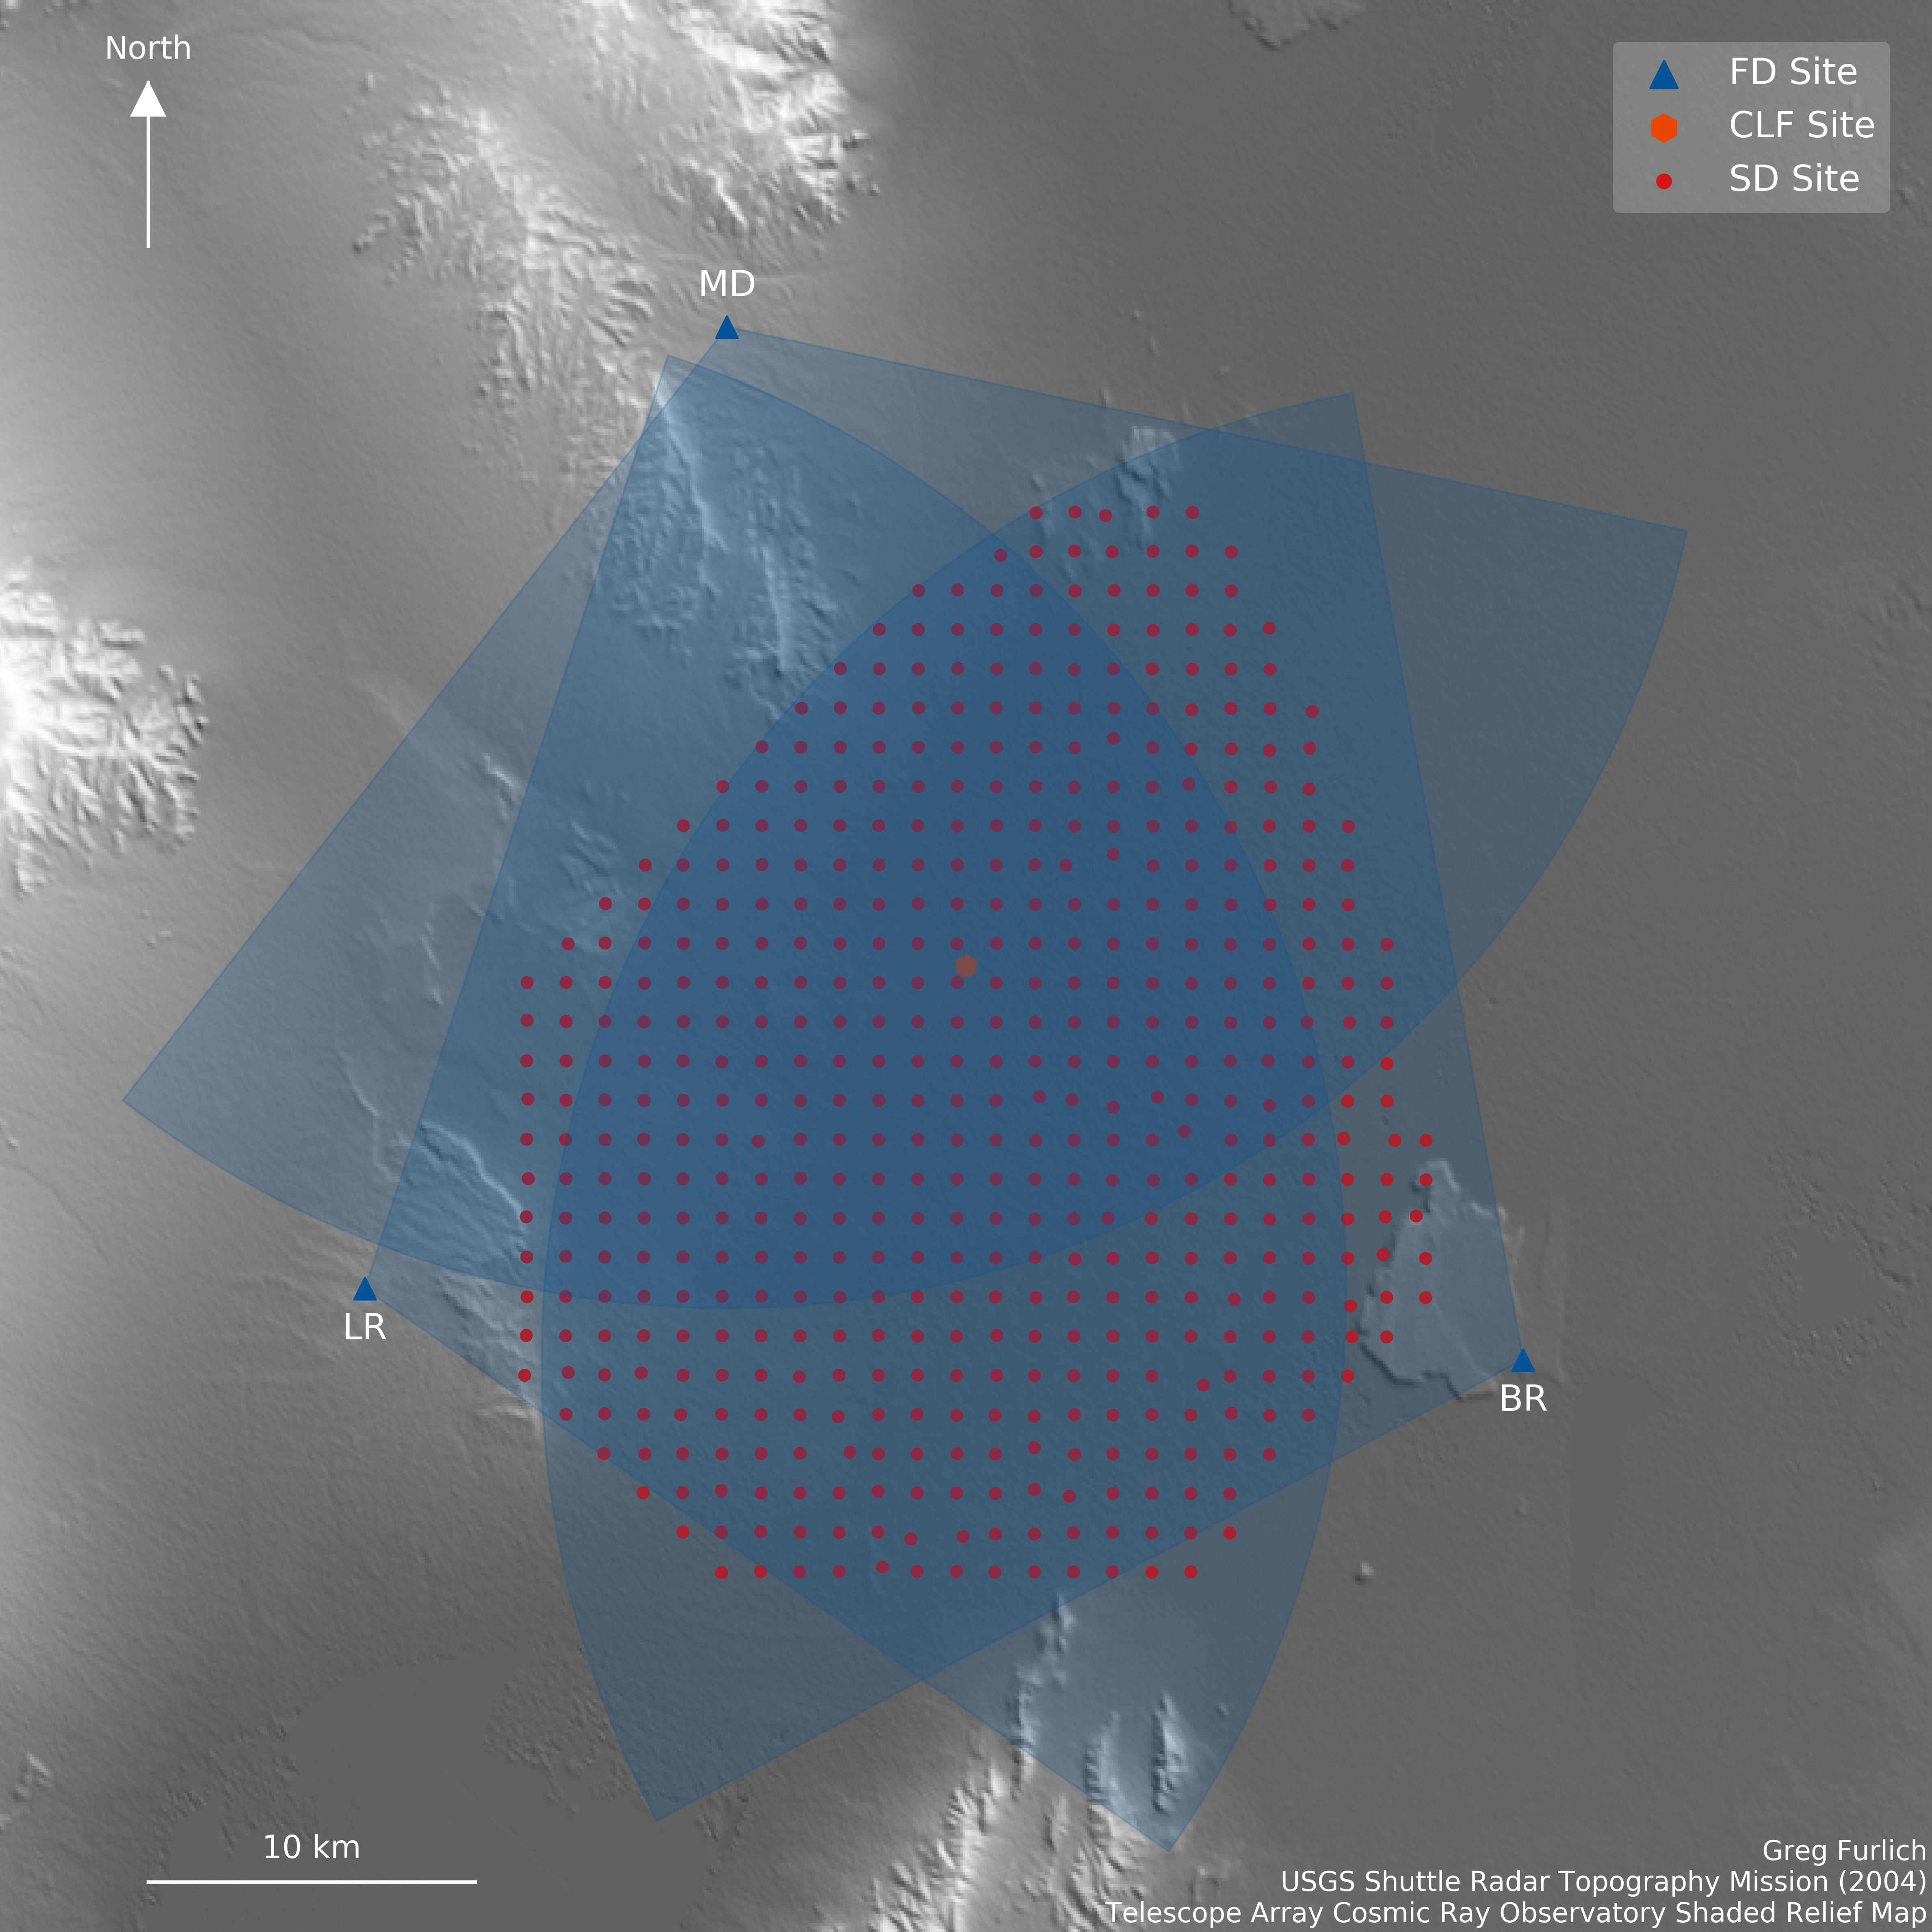 North
FD Site
CLF Site
SD Site
MD
LR
BR
10 km
Greg Furlich
USGS Shuttle Radar Topography Mission (2004)
Telescope Array Cosmic Ray Observatory Shaded Relief Map